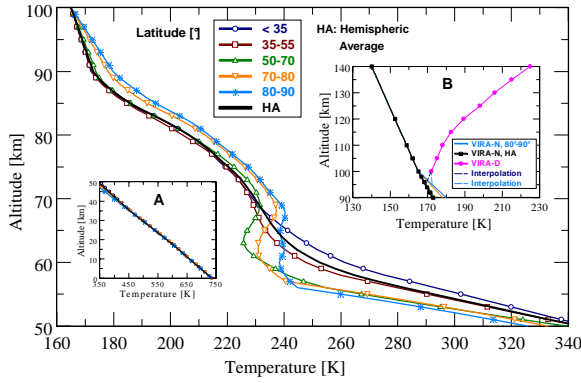 100
90
80
70
60
50
Altitude [km]
160
180
200
220
240
260
280
300
320
340
Temperature [K]
Latitude [°]
< 35
35-55
50-70
70-80
80-90
HA
HA: Hemispheric
Average
A
50
40
30
20
10
0
Altitude [km]
350
450
550
650
750
Temperature [K]
B
140
130
120
110
100
90
Altitude [km]
130
150
170
190
210
230
Temperature [K]
VIRA-N, 80°-90°
VIRA-N, HA
VIRA-D
Interpolation
Interpolation